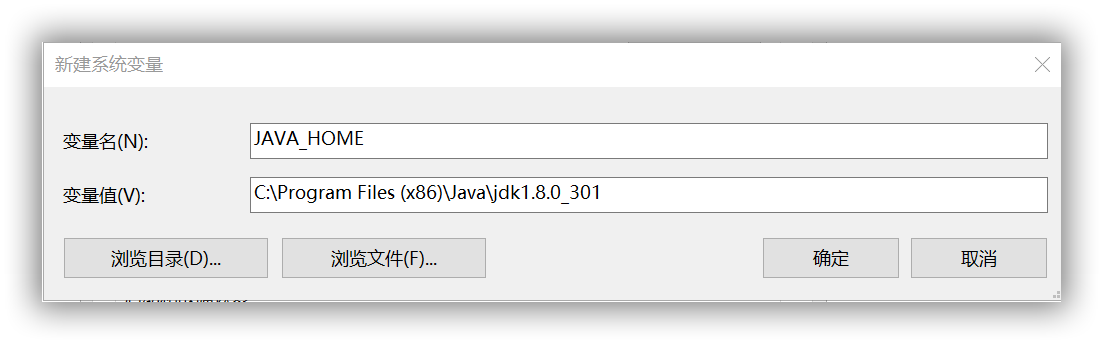 新建系统变量
变量名(N):
JAVA_HOME
变量值(V):
C:\Program Files (x86)\Java\jdk1.8.0_301
浏览目录(D)...
浏览文件(F)...
确定
取消